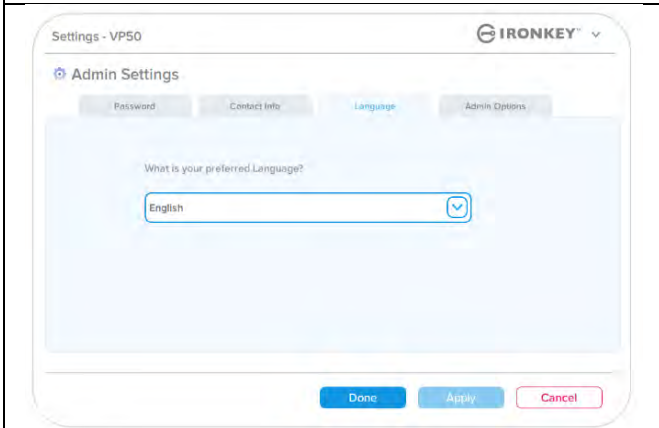 Settings - VP50
IRONKEY™
Admin Settings
Password Contact Info Language Admin Options
What is your preferred Language?
English
Done Apply Cancel